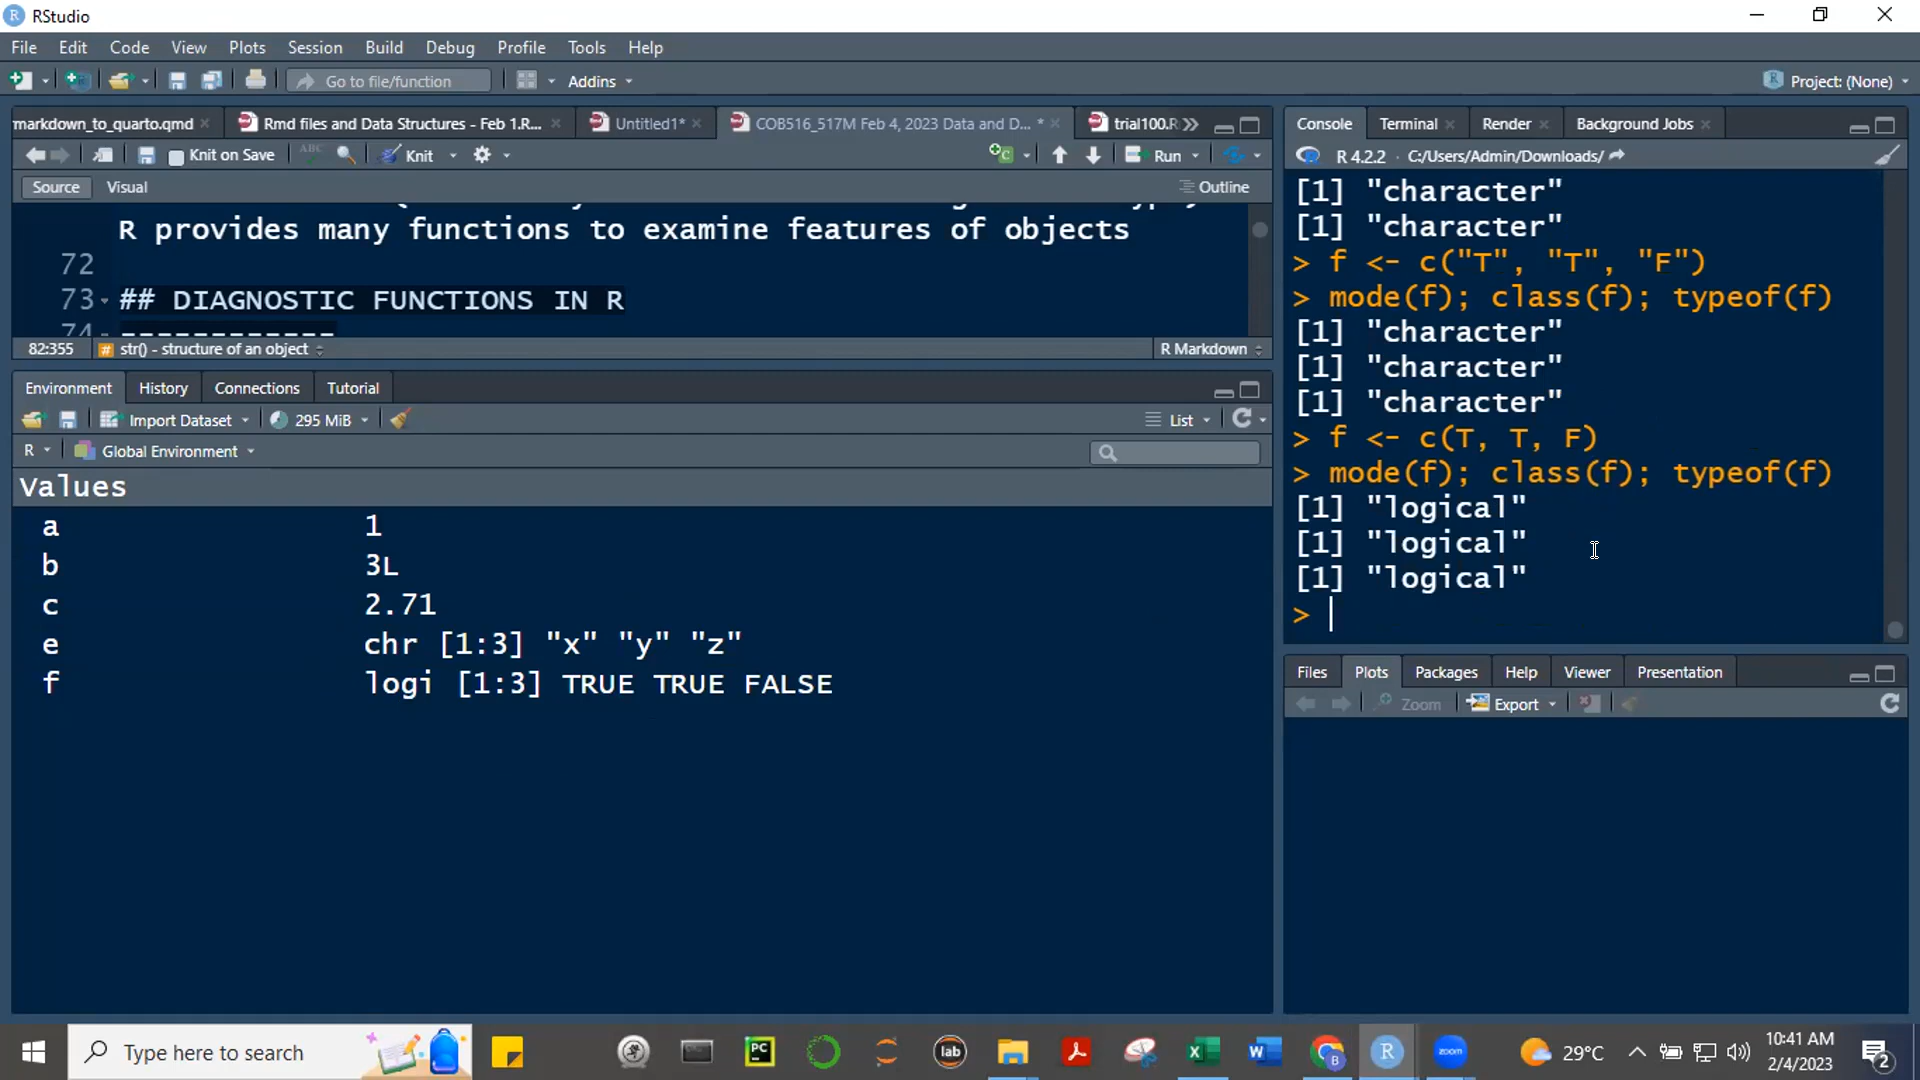 RStudio
File Edit Code View Plots Session Build Debug Profile Tools Help
Go to file/function Addins Project: (None)
markdown_to_quarto.qmd Rmd files and Data Structures - Feb 1.R... Untitled1* COB516_517M Feb 4, 2023 Data and D... * trial100.R
Knit on Save ABC Knit Run
Source Visual Outline
R provides many functions to examine features of objects
72
73 ## DIAGNOSTIC FUNCTIONS IN R
74 ------------
82:355 # str() - structure of an object R Markdown
Environment History Connections Tutorial
Import Dataset 295 MiB List
R Global Environment
Values
a 1
b 3L
c 2.71
e chr [1:3] "x" "y" "z"
f logi [1:3] TRUE TRUE FALSE
Console Terminal Render Background Jobs
R 4.2.2 · C:/Users/Admin/Downloads/
[1] "character"
[1] "character"
> f <- c("T", "T", "F")
> mode(f); class(f); typeof(f)
[1] "character"
[1] "character"
[1] "character"
> f <- c(T, T, F)
> mode(f); class(f); typeof(f)
[1] "logical"
[1] "logical"
[1] "logical"
>
Files Plots Packages Help Viewer Presentation
Zoom Export
Type here to search PC lab X W B R zoom 29°C 10:41 AM
2/4/2023 2